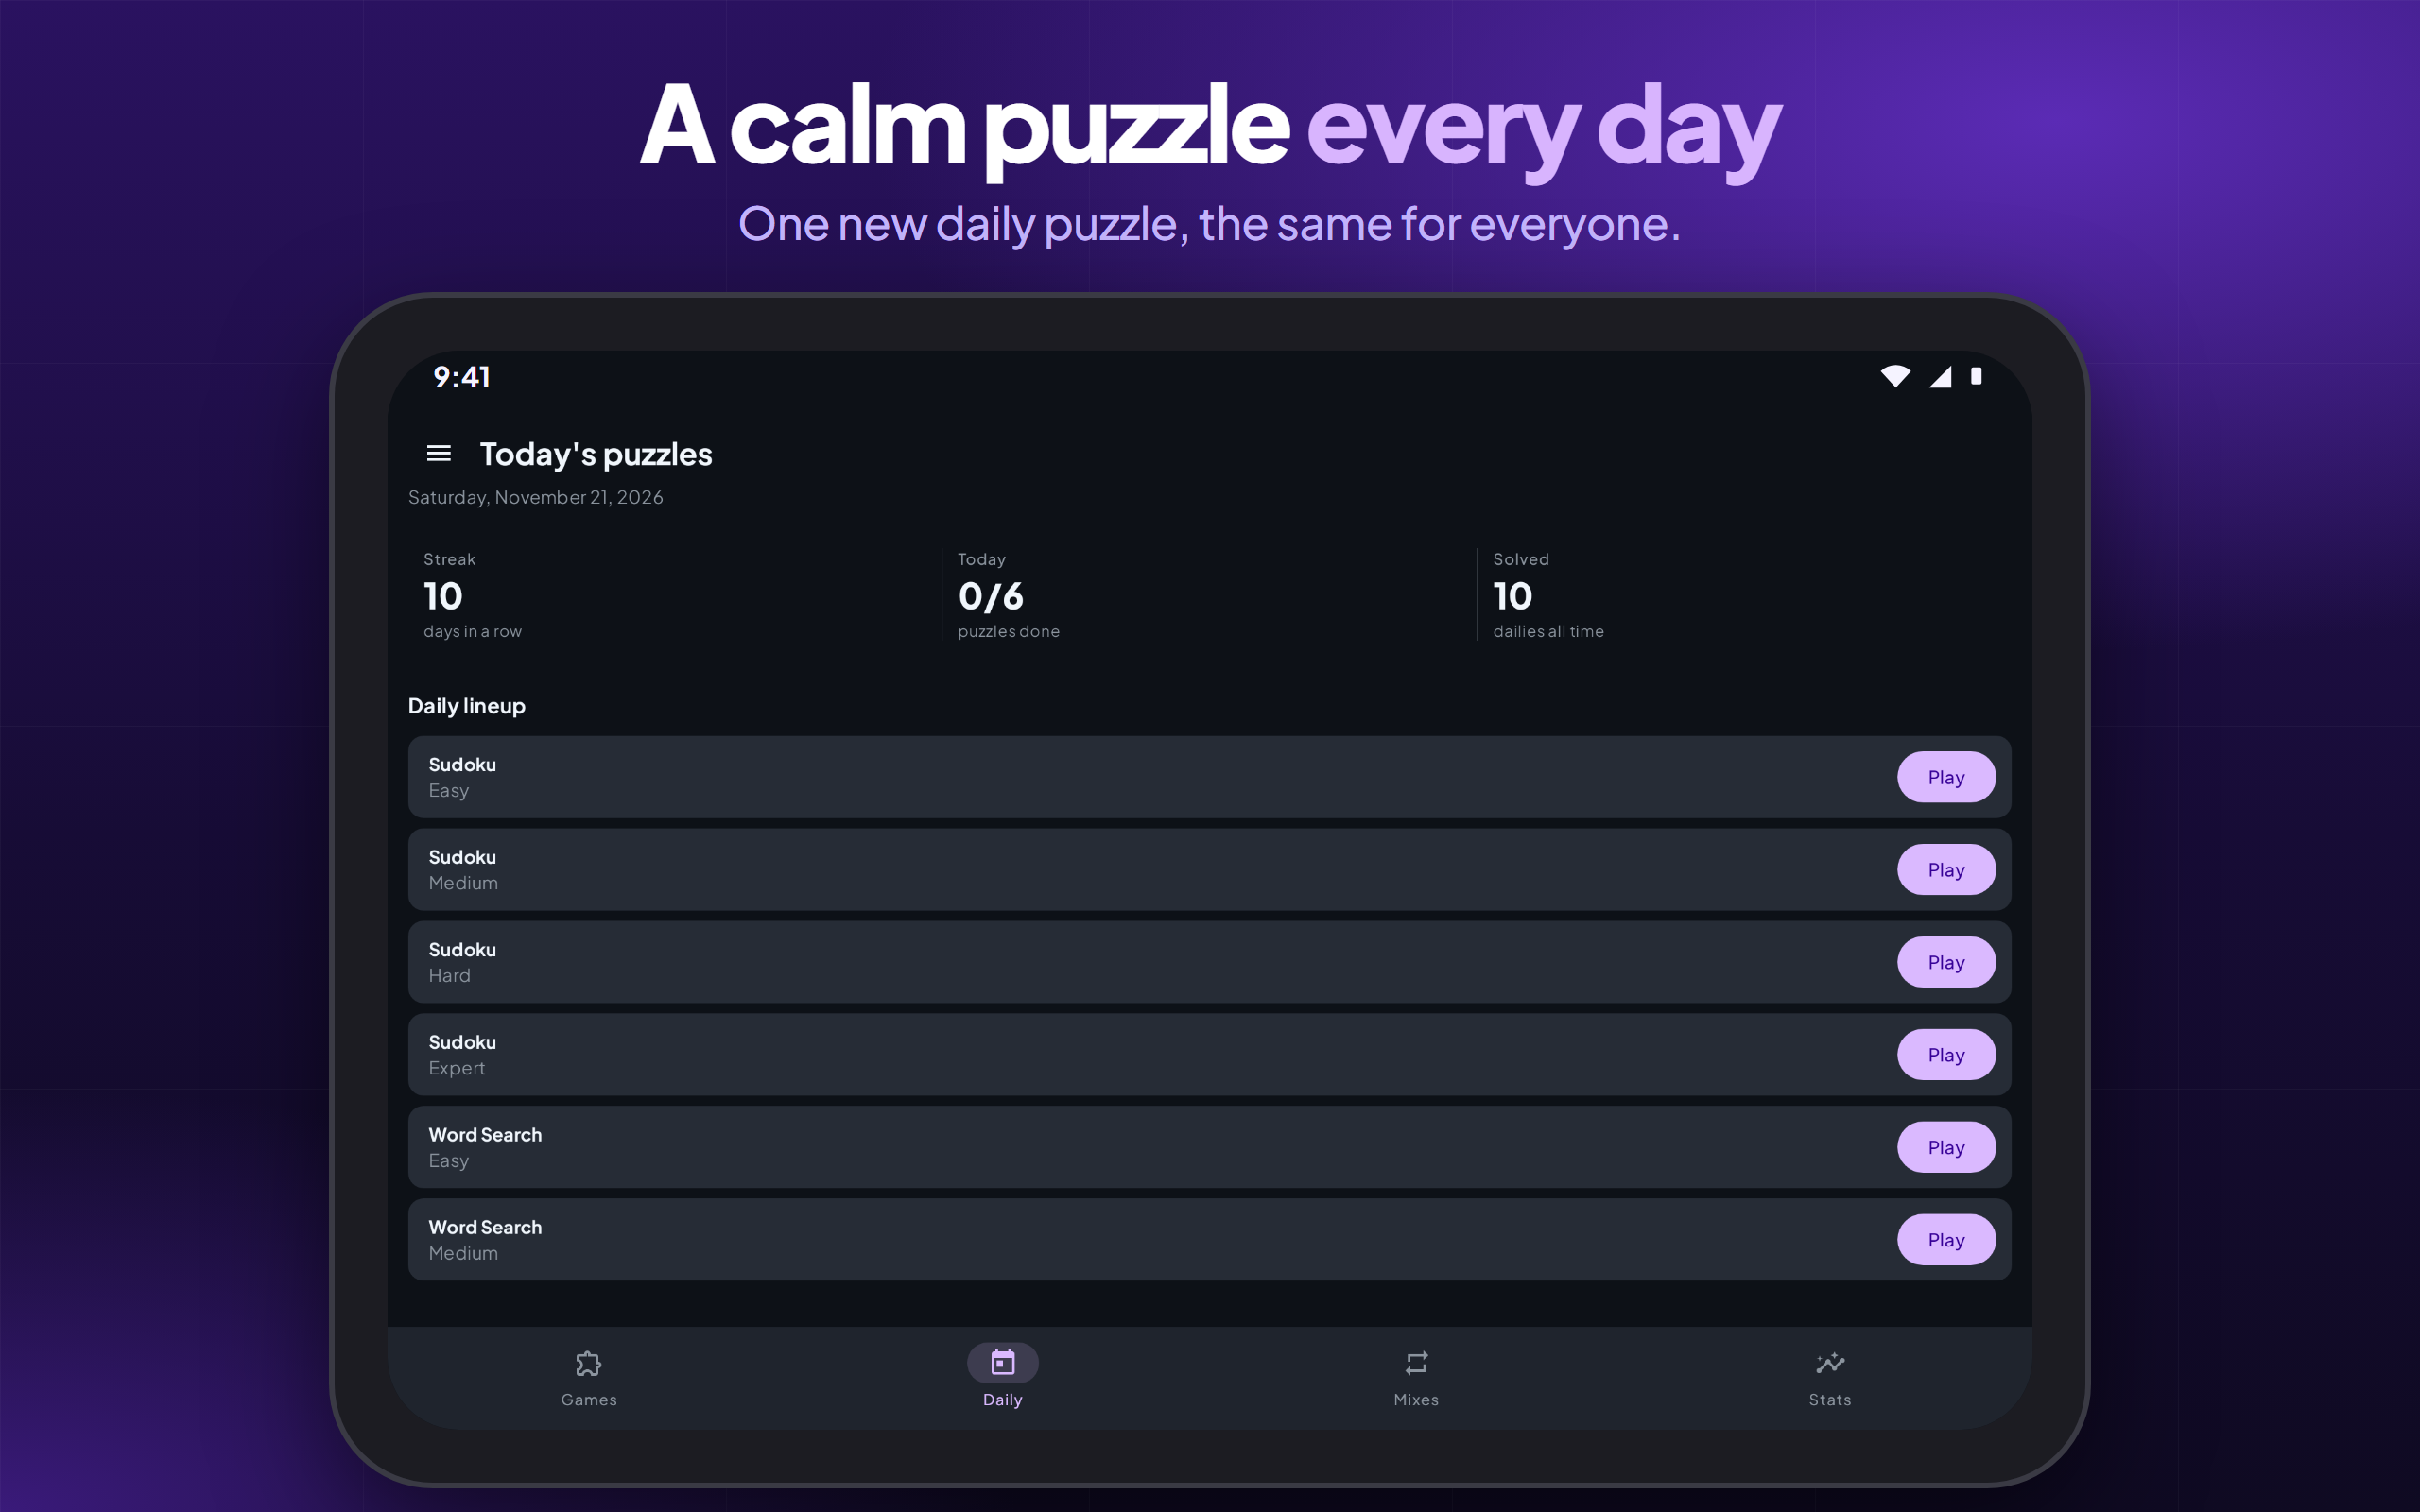 A calm puzzle every day
One new daily puzzle, the same for everyone.
9:41
Today's puzzles
Saturday, November 21, 2026
Streak
10
days in a row
Today
0/6
puzzles done
Solved
10
dailies all time
Daily lineup
Sudoku
Easy
Play
Sudoku
Medium
Play
Sudoku
Hard
Play
Sudoku
Expert
Play
Word Search
Easy
Play
Word Search
Medium
Play
Games
Daily
Mixes
Stats